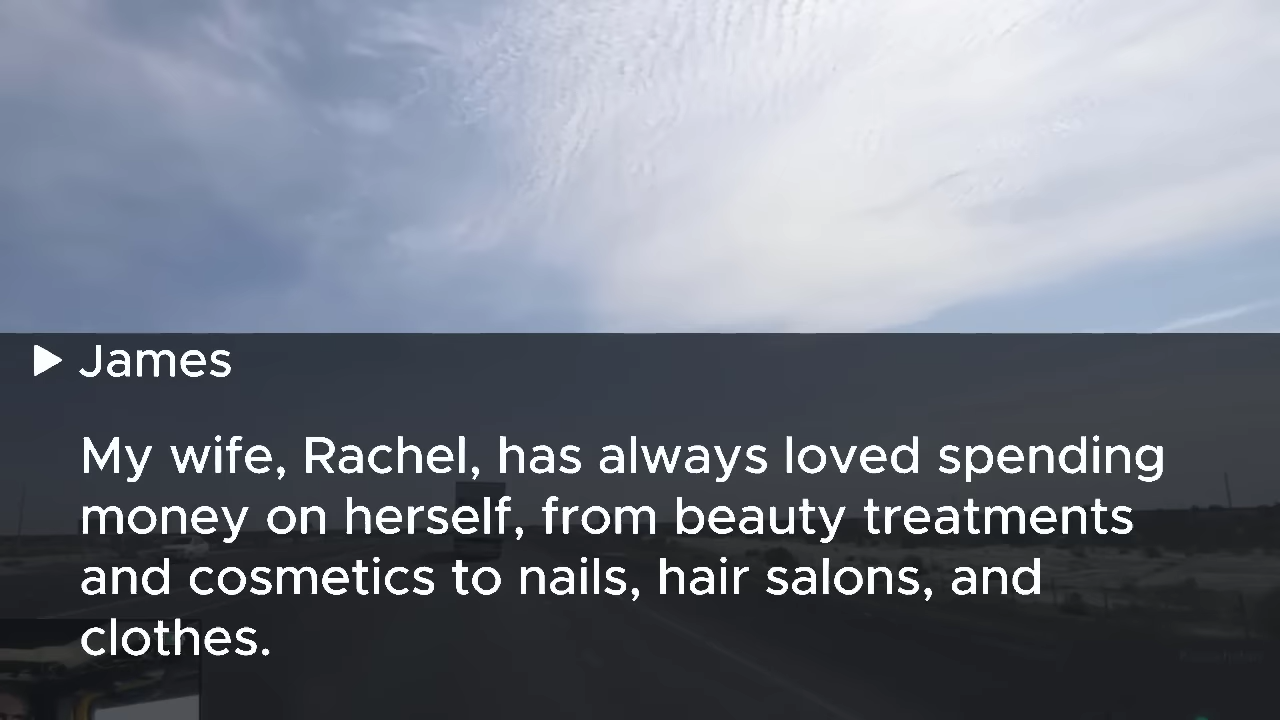 James
My wife, Rachel, has always loved spending
money on herself, from beauty treatments
and cosmetics to nails, hair salons, and
clothes.